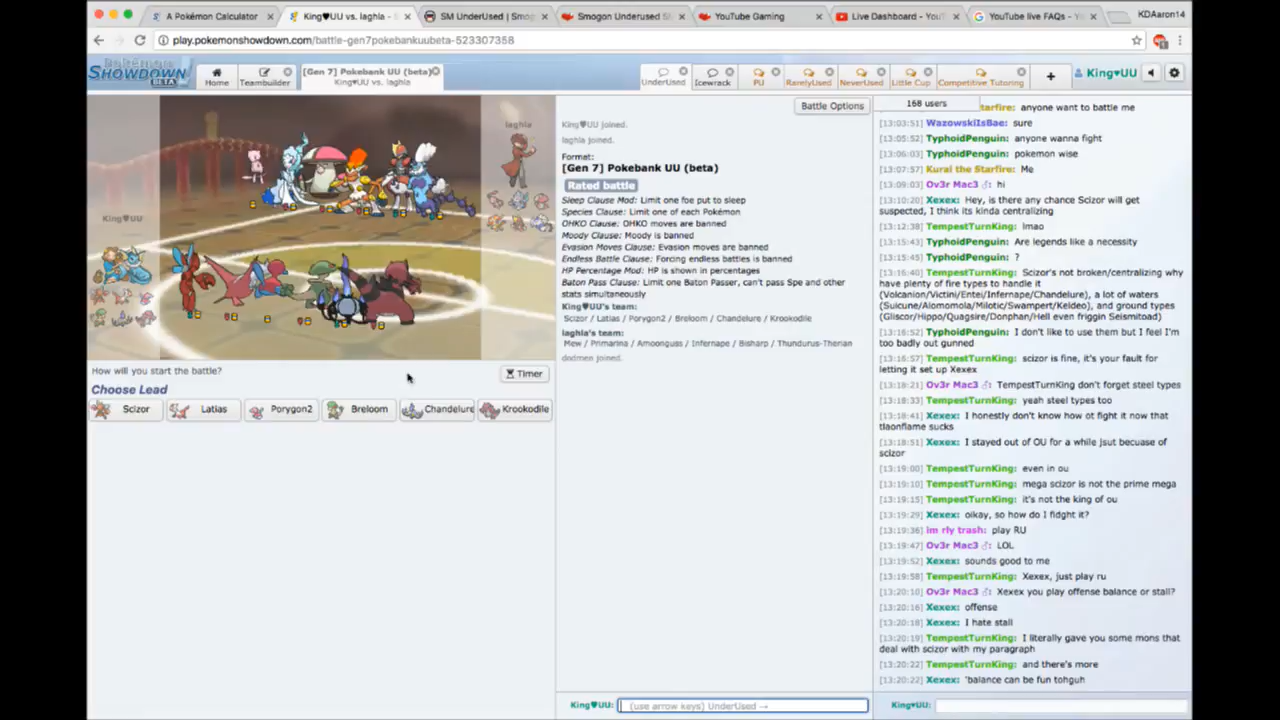 A Pokémon Calculator
King♥UU vs. laghla -
SM UnderUsed | Smog
Smogon Underused S
YouTube Gaming
Live Dashboard - You
YouTube live FAQs - Yo
KDAaron14
play.pokemonshowdown.com/battle-gen7pokebankuubeta-523307358
Pokémon
SHOWDOWN
BETA
Home
Teambuilder
[Gen 7] Pokebank UU (beta)
King♥UU vs. laghla
UnderUsed
Icewrack
PU
RarelyUsed
NeverUsed
Little Cup
Competitive Tutoring
+
King♥UU
laghla
King♥UU
How will you start the battle?
Timer
Choose Lead
Scizor
Latias
Porygon2
Breloom
Chandelure
Krookodile
Battle Options
King♥UU joined.
laghla joined.
Format:
[Gen 7] Pokebank UU (beta)
Rated battle
Sleep Clause Mod: Limit one foe put to sleep
Species Clause: Limit one of each Pokémon
OHKO Clause: OHKO moves are banned
Moody Clause: Moody is banned
Evasion Moves Clause: Evasion moves are banned
Endless Battle Clause: Forcing endless battles is banned
HP Percentage Mod: HP is shown in percentages
Baton Pass Clause: Limit one Baton Passer, can't pass Spe and other
stats simultaneously
King♥UU's team:
Scizor / Latias / Porygon2 / Breloom / Chandelure / Krookodile
laghla's team:
Mew / Primarina / Amoonguss / Infernape / Bisharp / Thundurus-Therian
dodmen joined.
King♥UU:
(use arrow keys) UnderUsed →
168 users
starfire: anyone want to battle me
[13:03:51] WazowskiIsBae: sure
[13:05:52] TyphoidPenguin: anyone wanna fight
[13:06:03] TyphoidPenguin: pokemon wise
[13:07:57] Kurai the Starfire: Me
[13:09:03] Ov3r Mac3 ♂: hi
[13:10:20] Xexex: Hey, is there any chance Scizor will get
suspected, I think its kinda centralizing
[13:12:38] TempestTurnKing: lmao
[13:15:43] TyphoidPenguin: Are legends like a necessity
[13:15:45] TyphoidPenguin: ?
[13:16:40] TempestTurnKing: Scizor's not broken/centralizing why
have plenty of fire types to handle it
(Volcanion/Victini/Entei/Infernape/Chandelure), a lot of waters
(Suicune/Alomomola/Milotic/Swampert/Keldeo), and ground types
(Gliscor/Hippo/Quagsire/Donphan/Hell even friggin Seismitoad)
[13:16:52] TyphoidPenguin: I don't like to use them but I feel I'm
too badly out gunned
[13:16:57] TempestTurnKing: scizor is fine, it's your fault for
letting it set up Xexex
[13:18:21] Ov3r Mac3 ♂: TempestTurnKing don't forget steel types
[13:18:33] TempestTurnKing: yeah steel types too
[13:18:41] Xexex: I honestly don't know how ot fight it now that
tlaonflame sucks
[13:18:51] Xexex: I stayed out of OU for a while jsut becuase of
scizor
[13:19:00] TempestTurnKing: even in ou
[13:19:10] TempestTurnKing: mega scizor is not the prime mega
[13:19:15] TempestTurnKing: it's not the king of ou
[13:19:29] Xexex: oikay, so how do I fidght it?
[13:19:36] im rly trash: play RU
[13:19:47] Ov3r Mac3 ♂: LOL
[13:19:52] Xexex: sounds good to me
[13:19:58] TempestTurnKing: Xexex, just play ru
[13:20:10] Ov3r Mac3 ♂: Xexex you play offense balance or stall?
[13:20:16] Xexex: offense
[13:20:18] Xexex: I hate stall
[13:20:19] TempestTurnKing: I literally gave you some mons that
deal with scizor with my paragraph
[13:20:22] TempestTurnKing: and there's more
[13:20:22] Xexex: 'balance can be fun tohguh
King♥UU: